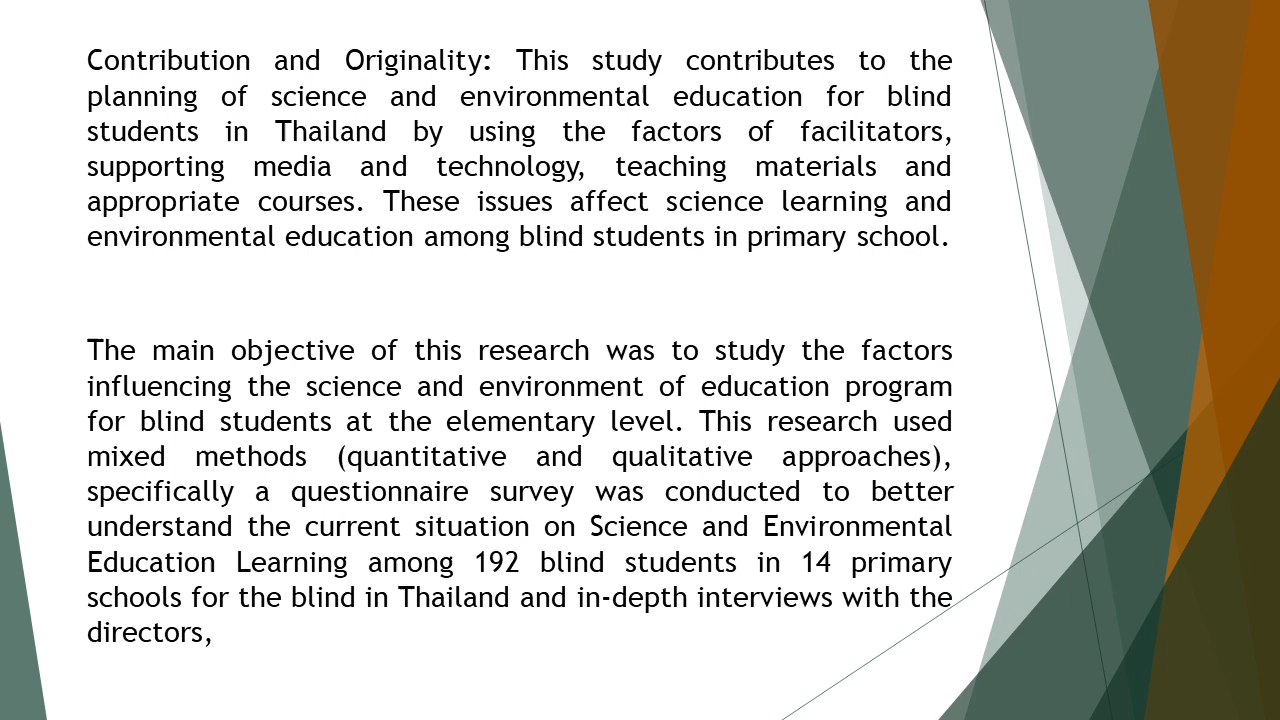 Contribution and Originality: This study contributes to the
planning of science and environmental education for blind
students in Thailand by using the factors of facilitators,
supporting media and technology, teaching materials and
appropriate courses. These issues affect science learning and
environmental education among blind students in primary school.
The main objective of this research was to study the factors
influencing the science and environment of education program
for blind students at the elementary level. This research used
mixed methods (quantitative and qualitative approaches),
specifically a questionnaire survey was conducted to better
understand the current situation on Science and Environmental
Education Learning among 192 blind students in 14 primary
schools for the blind in Thailand and in-depth interviews with the
directors,